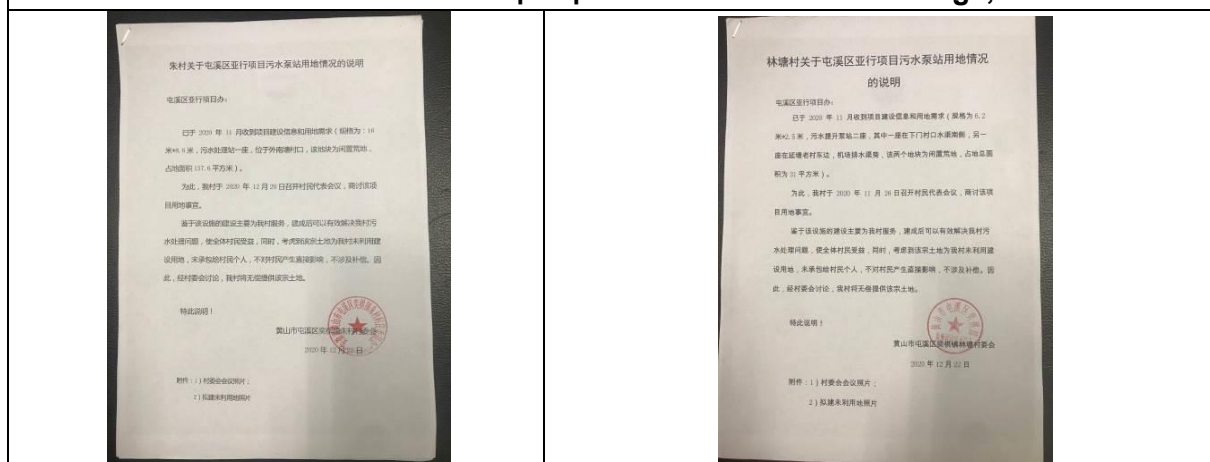 朱村关于屯溪区亚行项目污水泵站用地情况的说明
屯溪区亚行项目办：
已于 2020 年 11 月收到项目建设信息和用地需求（规格为：16
米*8.6 米，污水处理站一座，位于外南塘村口，该地块为闲置荒地，
占地面积 137.6 平方米）。
为此，我村于 2020 年 12 月 20 日召开村民代表会议，商讨该项
目用地事宜。
鉴于该设施的建设主要为我村服务，建成后可以有效解决我村污
水处理问题，使全体村民受益，同时，考虑到该宗土地为我村未利用建
设用地，未承包给村民个人，不对村民产生直接影响，不涉及补偿。因
此，经村委会讨论，我村将无偿提供该宗土地。
特此说明！
黄山市屯溪区奕棋镇朱村村委会
2020 年 12 月 日
附件：1）村委会会议照片；
2）拟建未利用地照片
林塘村关于屯溪区亚行项目污水泵站用地情况
的说明
屯溪区亚行项目办：
已于 2020 年 11 月收到项目建设信息和用地需求（规格为 6.2
米*2.5 米，污水提升泵站二座，其中一座在下门村口水渠南侧，另一
座在延塘老村东边，机场排水渠旁，该两个地块为闲置荒地，占地总面
积为 31 平方米）。
为此，我村于 2020 年 11 月 26 日召开村民代表会议，商讨该项
目用地事宜。
鉴于该设施的建设主要为我村服务，建成后可以有效解决我村污
水处理问题，使全体村民受益，同时，考虑到该宗土地为我村未利用建
设用地，未承包给村民个人，不对村民产生直接影响，不涉及补偿。因
此，经村委会讨论，我村将无偿提供该宗土地。
特此说明！
黄山市屯溪区奕棋镇林塘村委会
2020 年 12 月 22 日
附件：1）村委会会议照片；
2）拟建未利用地照片